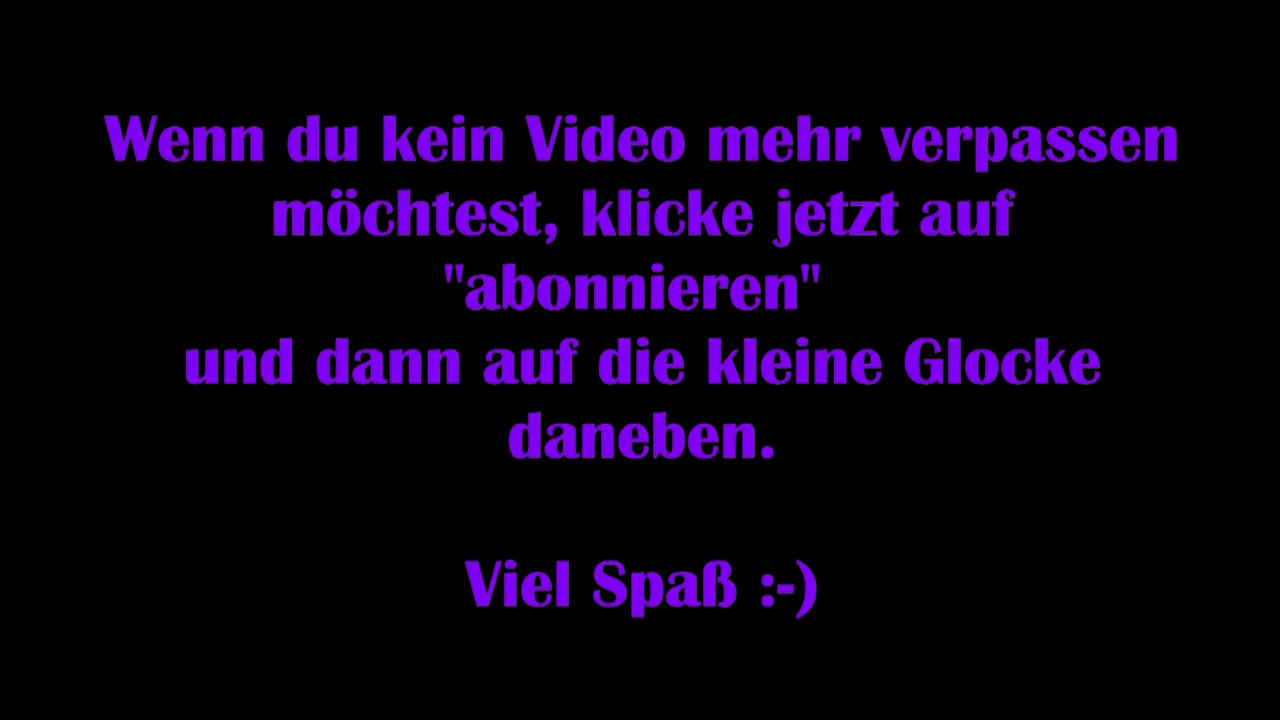 Wenn du kein Video mehr verpassen
möchtest, klicke jetzt auf
"abonnieren"
und dann auf die kleine Glocke
daneben.
Viel Spaß :-)